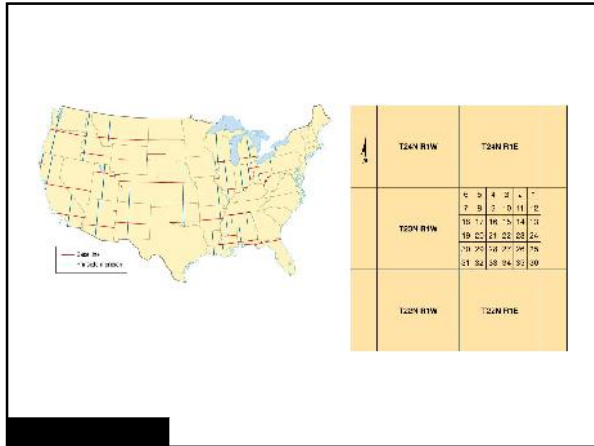 Base line
T24N R1W T24N R1E
6 5 4 3 1
7 8 9 10 11 12
18 17 16 15 14 13
19 20 21 22 23 24
30 29 28 27 26 25
31 32 33 34 35 36
T23N R1W
T22N R1W T22N R1E